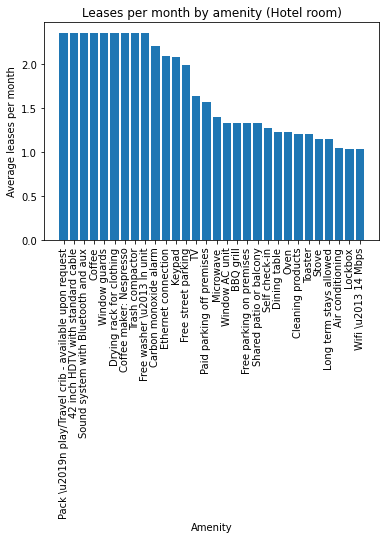 Leases per month by amenity (Hotel room)
Average leases per month
2.0
1.5
1.0
0.5
0.0
Pack \u2019n play/Travel crib - available upon request
42 inch HDTV with standard cable
Sound system with Bluetooth and aux
Coffee
Window guards
Drying rack for clothing
Coffee maker: Nespresso
Trash compactor
Free washer \u2013 In unit
Carbon monoxide alarm
Ethernet connection
Keypad
Free street parking
TV
Paid parking off premises
Microwave
Window AC unit
BBQ grill
Free parking on premises
Shared patio or balcony
Self check-in
Dining table
Oven
Cleaning products
Toaster
Stove
Long term stays allowed
Air conditioning
Lockbox
Wifi \u2013 14 Mbps
Amenity